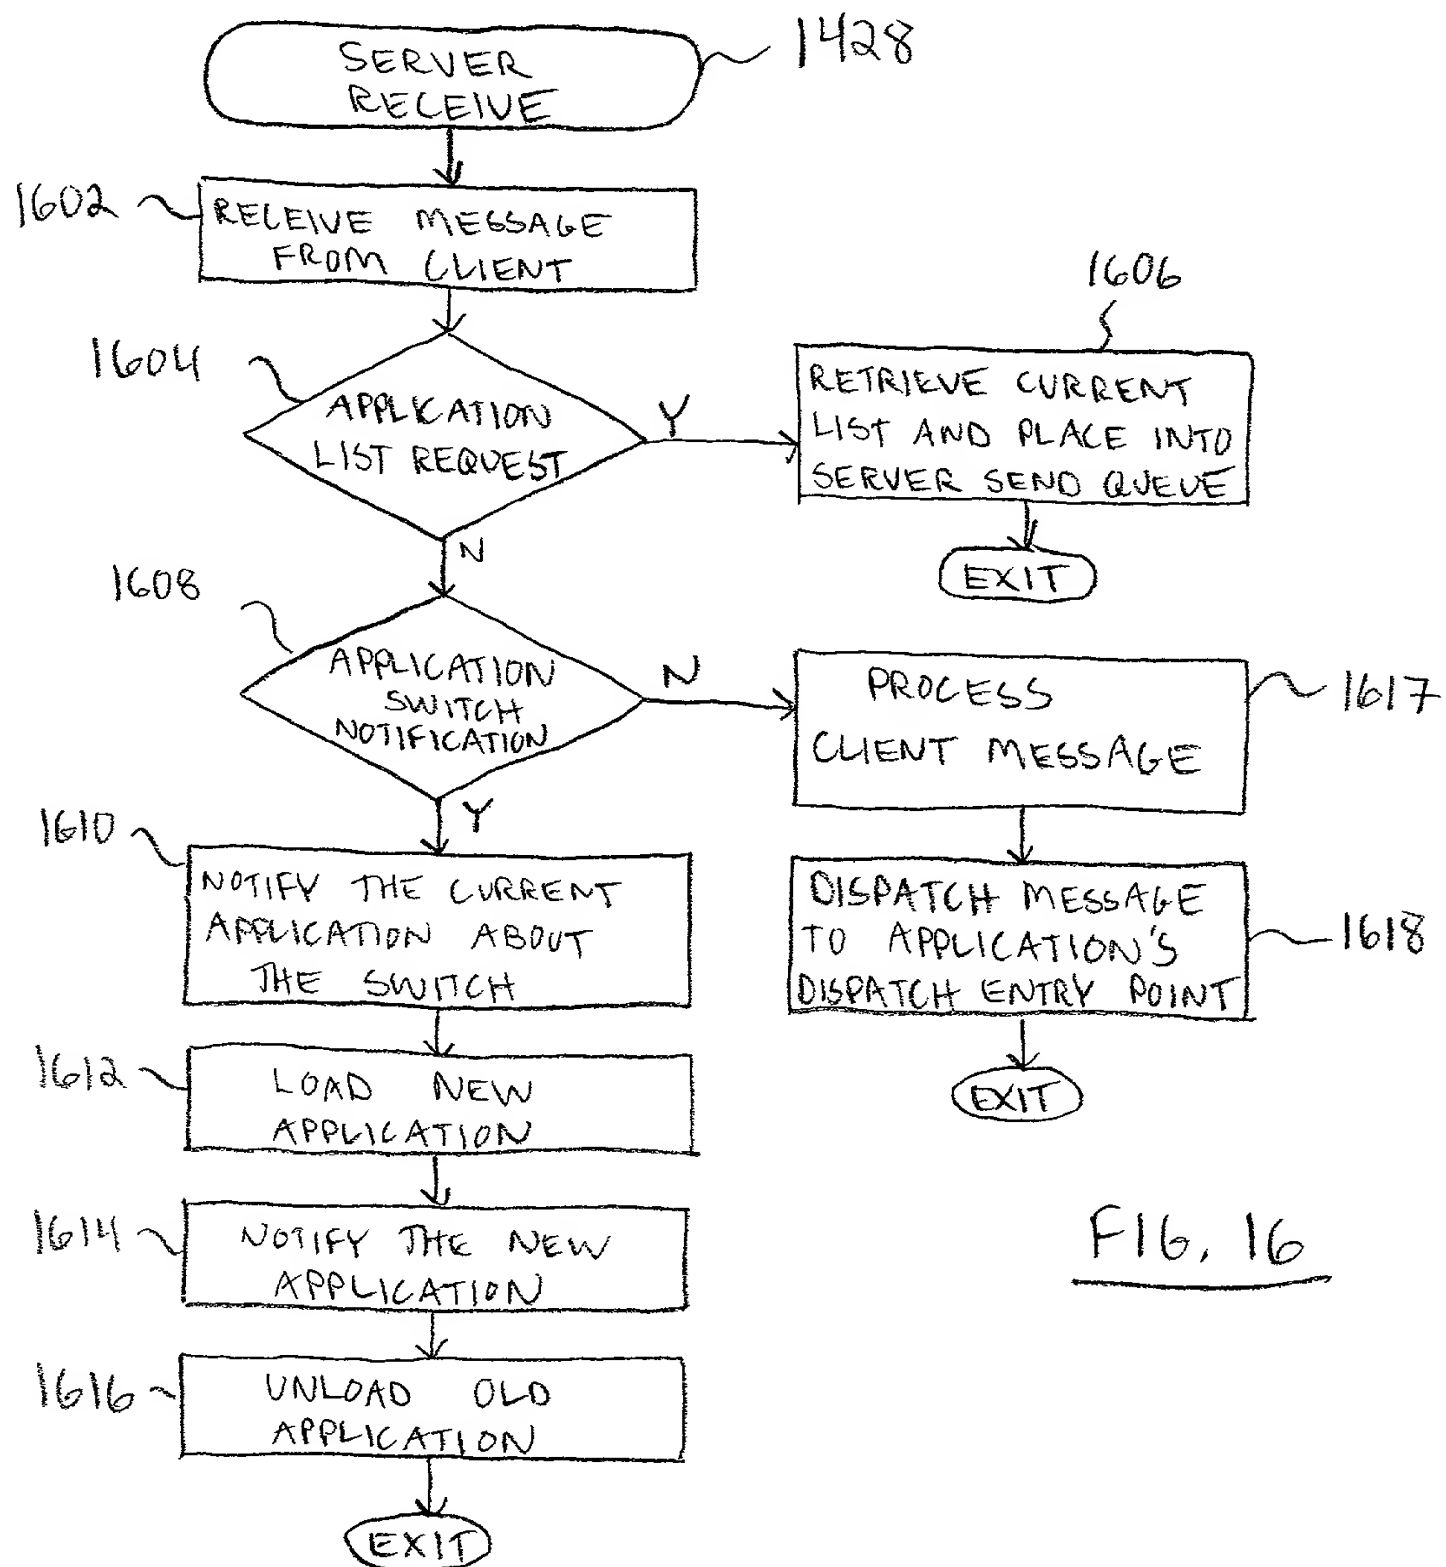 SERVER
RECEIVE
1428
1602
RECEIVE MESSAGE
FROM CLIENT
1604
APPLICATION
LIST REQUEST
Y
1606
RETRIEVE CURRENT
LIST AND PLACE INTO
SERVER SEND QUEUE
EXIT
N
1608
APPLICATION
SWITCH
NOTIFICATION
N
PROCESS
CLIENT MESSAGE
1617
Y
1610
NOTIFY THE CURRENT
APPLICATION ABOUT
THE SWITCH
DISPATCH MESSAGE
TO APPLICATION'S
DISPATCH ENTRY POINT
1618
EXIT
1612
LOAD NEW
APPLICATION
1614
NOTIFY THE NEW
APPLICATION
1616
UNLOAD OLD
APPLICATION
EXIT
FIG. 16